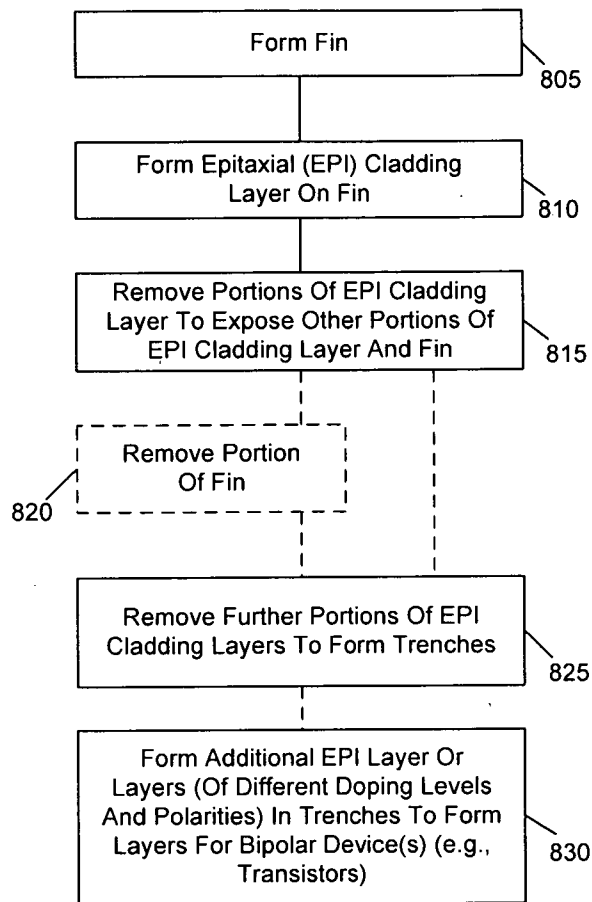 Form Fin
805
Form Epitaxial (EPI) Cladding
Layer On Fin
810
Remove Portions Of EPI Cladding
Layer To Expose Other Portions Of
EPI Cladding Layer And Fin
815
Remove Portion
Of Fin
820
Remove Further Portions Of EPI
Cladding Layers To Form Trenches
825
Form Additional EPI Layer Or
Layers (Of Different Doping Levels
And Polarities) In Trenches To Form
Layers For Bipolar Device(s) (e.g.,
Transistors)
830